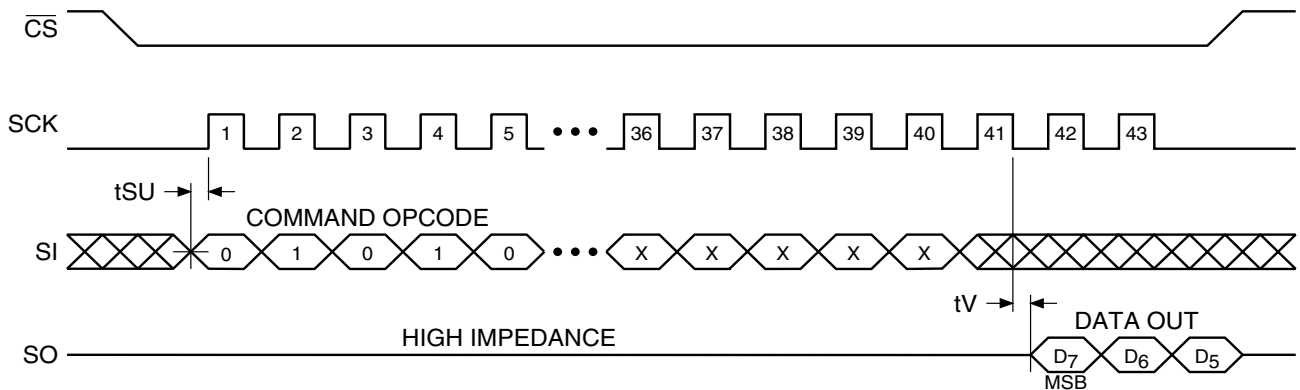 CS
SCK 1 2 3 4 5 ••• 36 37 38 39 40 41 42 43
tSU
COMMAND OPCODE
SI 0 1 0 1 0 ••• X X X X X
tV
HIGH IMPEDANCE DATA OUT
SO D7 D6 D5
MSB